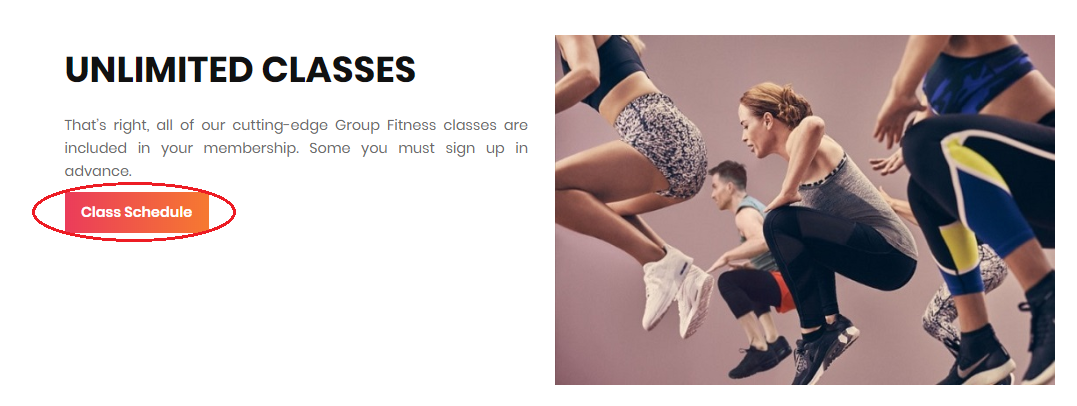 UNLIMITED CLASSES
That's right, all of our cutting-edge Group Fitness classes are
included in your membership. Some you must sign up in
advance.
Class Schedule